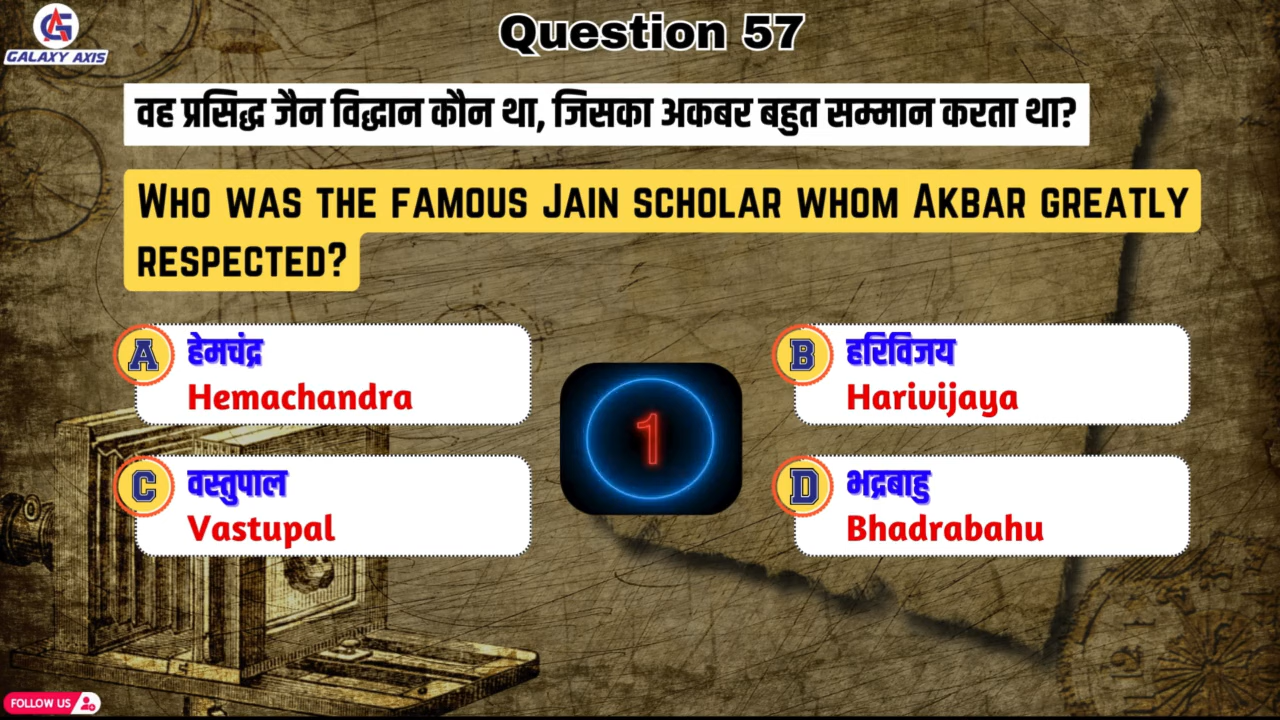 GALAXY AXIS
Question 57
वह प्रसिद्ध जैन विद्धान कौन था, जिसका अकबर बहुत सम्मान करता था?
Who was the famous Jain scholar whom Akbar greatly
respected?
A हेमचंद्र
Hemachandra
B हरिविजय
Harivijaya
1
C वस्तुपाल
Vastupal
D भद्रबाहु
Bhadrabahu
FOLLOW US